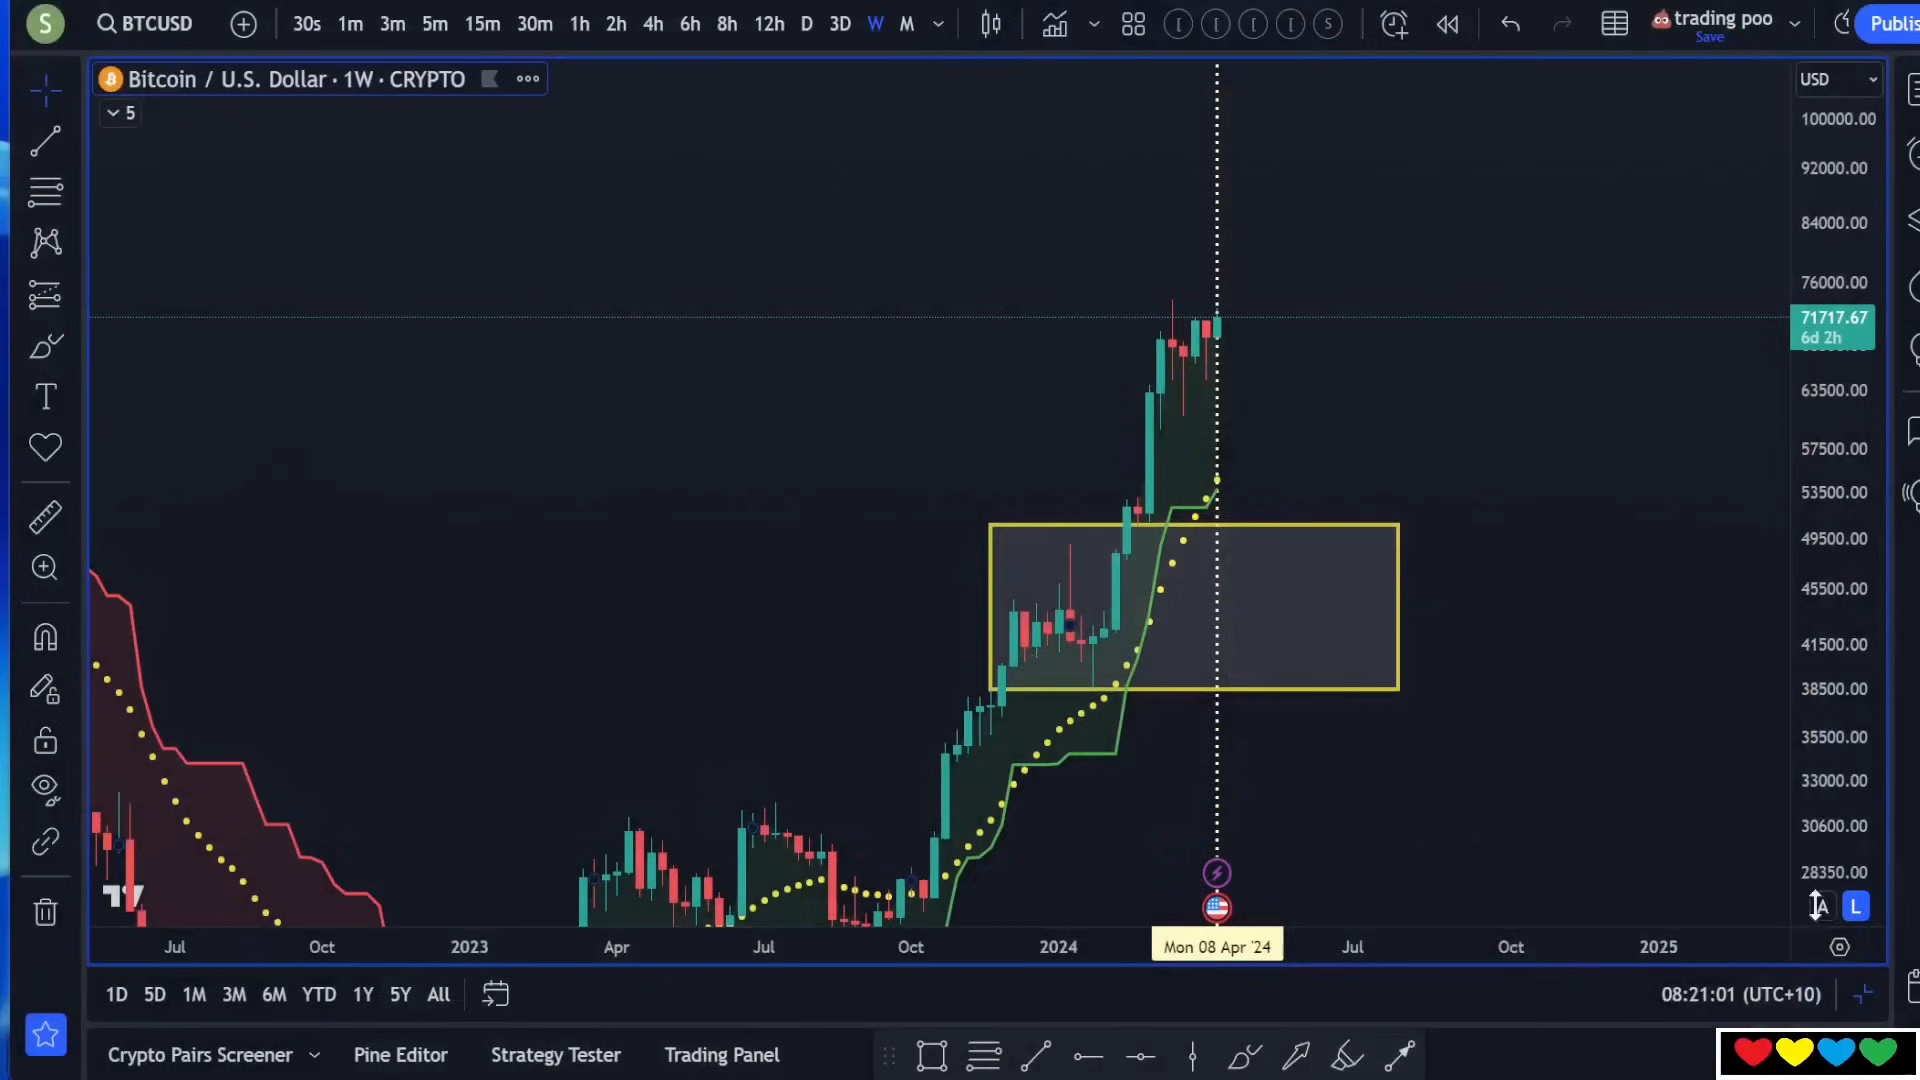 S BTCUSD 30s 1m 3m 5m 15m 30m 1h 2h 4h 6h 8h 12h D 3D W M S trading poo
Save
Bitcoin / U.S. Dollar · 1W · CRYPTO
5
USD
100000.00
92000.00
84000.00
76000.00
71717.67
6d 2h
63500.00
57500.00
53500.00
49500.00
45500.00
41500.00
38500.00
35500.00
33000.00
30600.00
28350.00
A L
Jul Oct 2023 Apr Jul Oct 2024 Mon 08 Apr '24 Jul Oct 2025
1D 5D 1M 3M 6M YTD 1Y 5Y All 08:21:01 (UTC+10)
Crypto Pairs Screener Pine Editor Strategy Tester Trading Panel